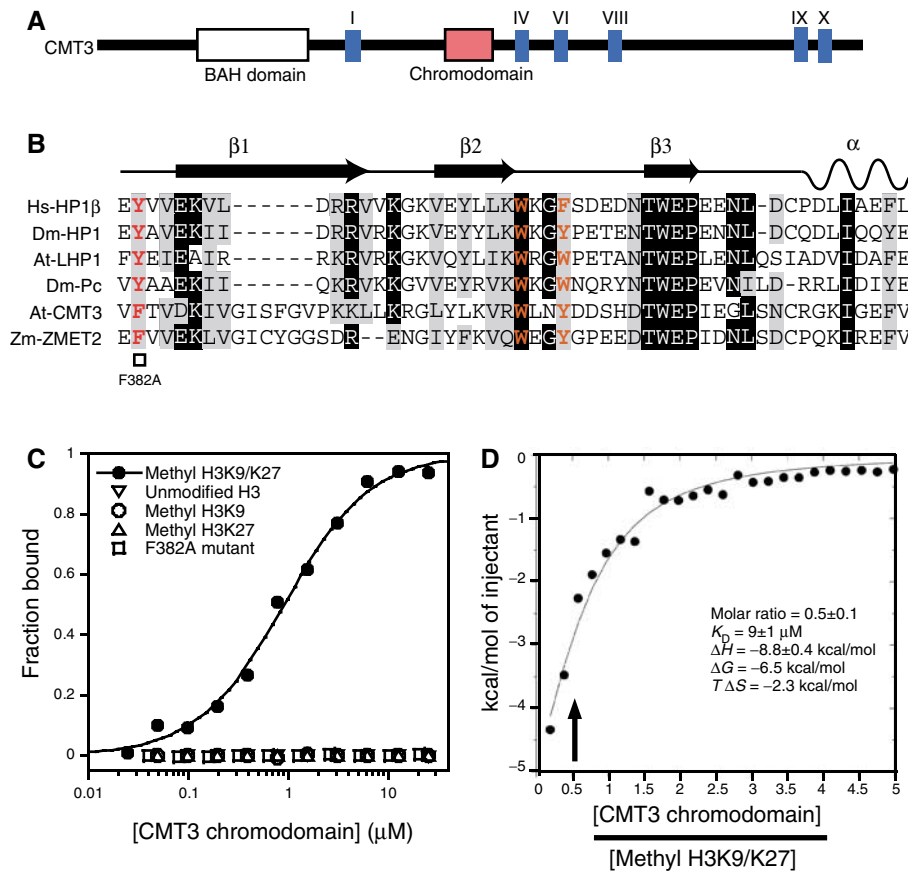 A
I IV VI VIII IX X
CMT3
BAH domain
Chromodomain
B
β1 β2 β3 α
Hs-HP1β EYVVEKVL------DRRVVKGKVEYLLKWKGFSDEDNTWEPEENL-DCPDLIAEFL
Dm-HP1 EYAVEKII------DRRVRKGKVEYYLKWKGYPETENTWEPENNL-DCQDLIQQYE
At-LHP1 FYEIEAIR------RKRVRKGKVQYLIKWRGWPETANTWEPLENLQSIADVIDAFE
Dm-Pc VYAAEKII------QKRVKKGVVEYRVKWKGWNQRYNTWEPEVNILD-RRLIDIYE
At-CMT3 VFTVDKIVGISFGVPKKLLKRGLYLKVRWLNYDDSHDTWEPIEGLSNCRGKIGEFV
Zm-ZMET2 EFVVEKLVGICYGGSDR--ENGIYFKVQWEGYGPEEDTWEPIDNLSDCPQKIREFV
F382A
C
Fraction bound
1
0.8
0.6
0.4
0.2
0
Methyl H3K9/K27
Unmodified H3
Methyl H3K9
Methyl H3K27
F382A mutant
0.01 0.1 1 10
[CMT3 chromodomain] (μM)
D
kcal/mol of injectant
0
−1
−2
−3
−4
−5
Molar ratio = 0.5±0.1
KD = 9±1 μM
ΔH = −8.8±0.4 kcal/mol
ΔG = −6.5 kcal/mol
TΔS = −2.3 kcal/mol
0 0.5 1 1.5 2 2.5 3 3.5 4 4.5 5
[CMT3 chromodomain]
[Methyl H3K9/K27]